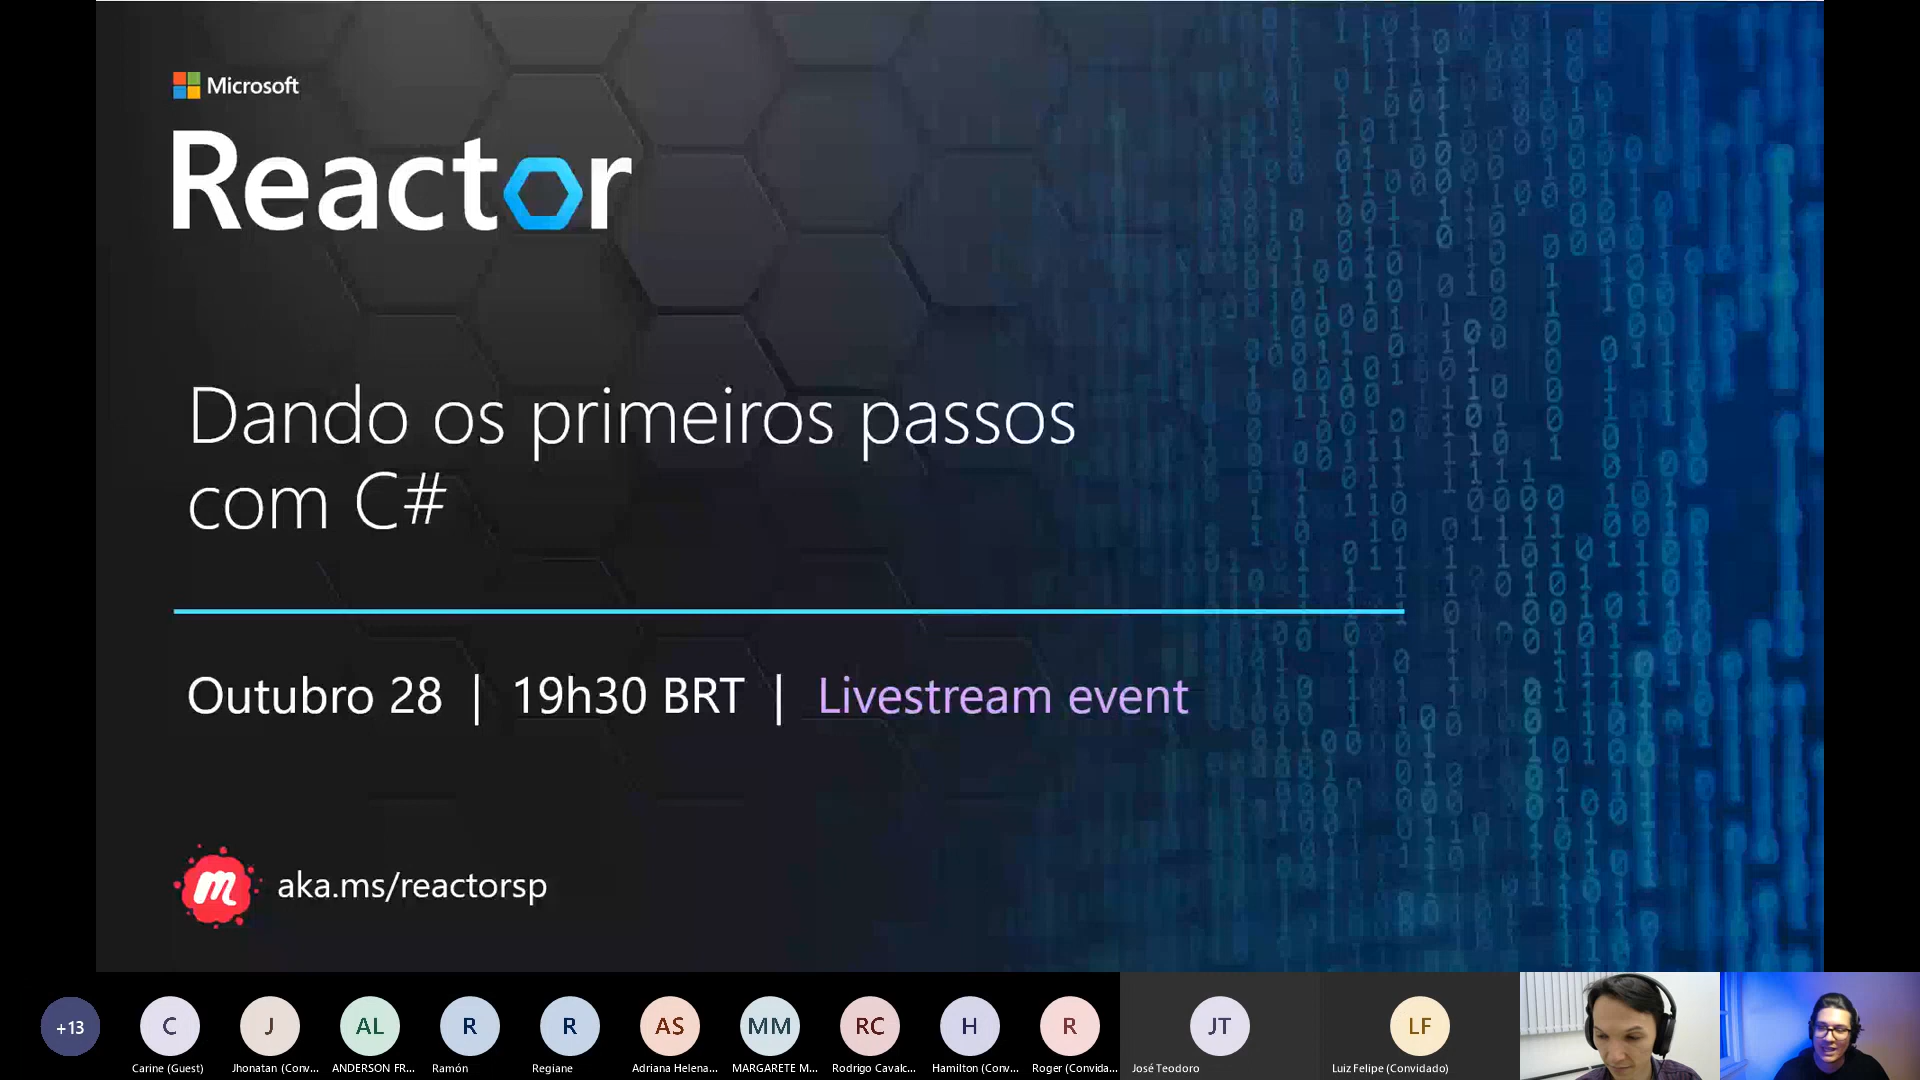 Microsoft
Reactor
Dando os primeiros passos
com C#
Outubro 28 | 19h30 BRT | Livestream event
m aka.ms/reactorsp
+13 C J AL R R AS MM RC H R JT LF
Carine (Guest) Jhonatan (Conv... ANDERSON FR... Ramón Regiane Adriana Helena... MARGARETE M... Rodrigo Cavalc... Hamilton (Conv... Roger (Convida... José Teodoro Luiz Felipe (Convidado)